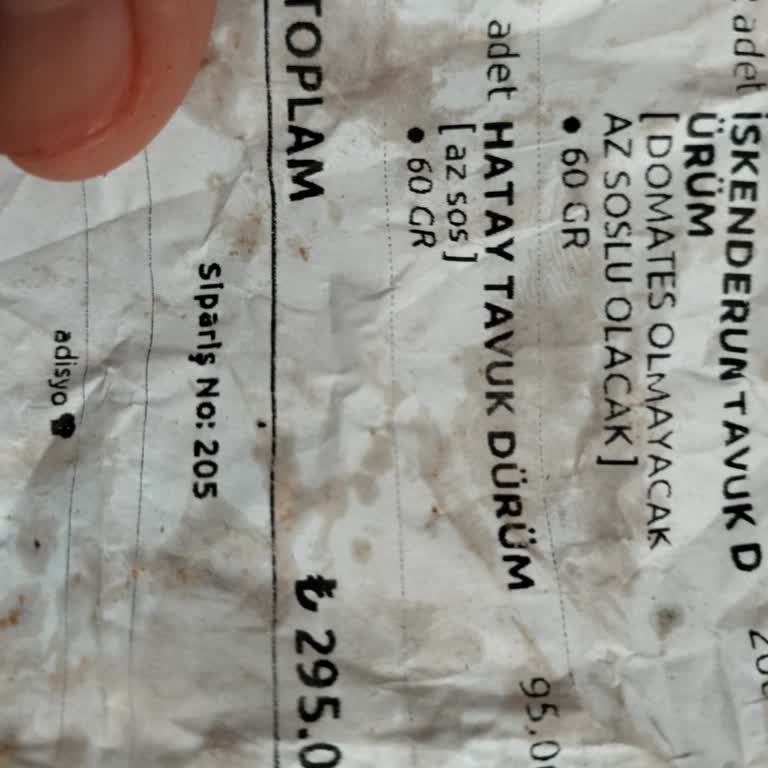 adet İSKENDERUN TAVUK D
ÜRÜM
[ DOMATES OLMAYACAK
AZ SOSLU OLACAK ]
• 60 GR
adet HATAY TAVUK DÜRÜM 95,0
[ az sos ]
• 60 GR
TOPLAM ₺ 295.0
Sipariş No: 205
adisyo